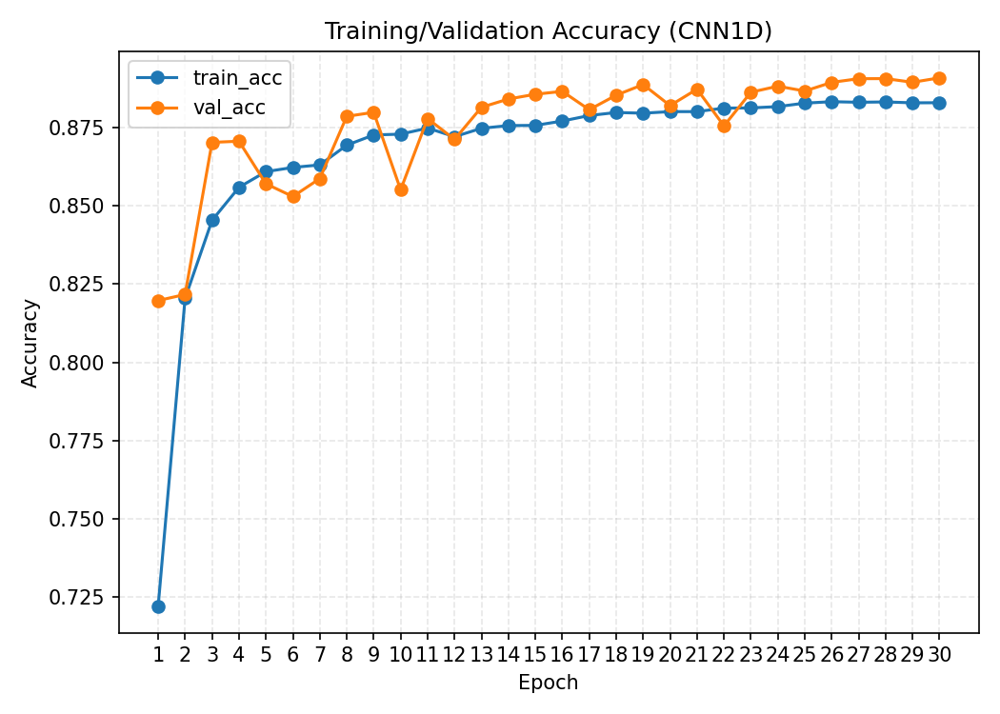 Training/Validation Accuracy (CNN1D)
train_acc
val_acc
0.875
0.850
0.825
0.800
0.775
0.750
0.725
Accuracy
1 2 3 4 5 6 7 8 9 10 11 12 13 14 15 16 17 18 19 20 21 22 23 24 25 26 27 28 29 30
Epoch